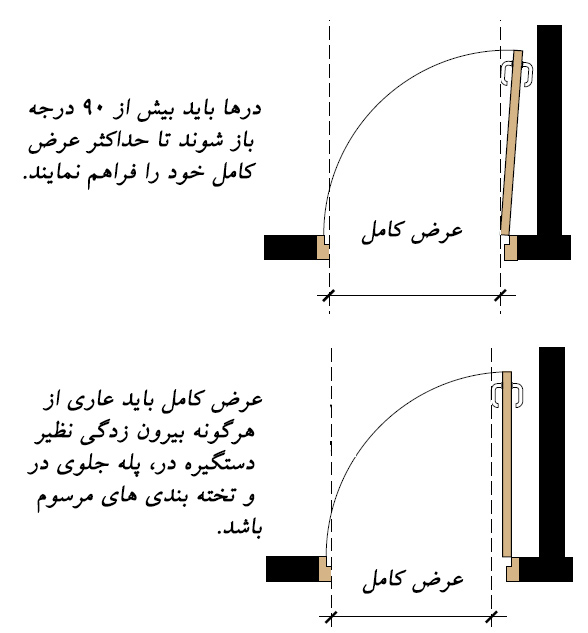 درها باید بیش از ۹۰ درجه
باز شوند تا حداکثر عرض
کامل خود را فراهم نمایند.
عرض کامل
عرض کامل باید عاری از
هرگونه بیرون زدگی نظیر
دستگیره در، پله جلوی در
و تخته بندی های مرسوم
باشد.
عرض کامل